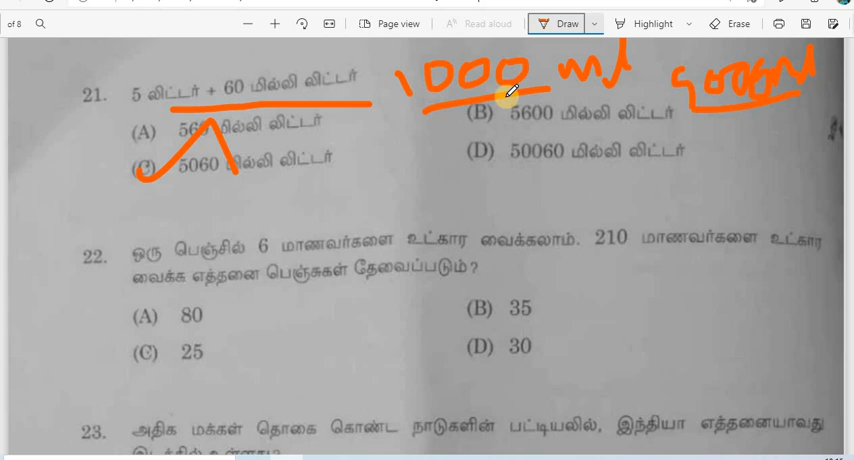 of 8
Page view
Read aloud
Draw
Highlight
Erase
21. 5 லிட்டர் + 60 மில்லி லிட்டர்
1000 ml
(A) 560 மில்லி லிட்டர்
(B) 5600 மில்லி லிட்டர்
(C) 5060 மில்லி லிட்டர்
(D) 50060 மில்லி லிட்டர்
22. ஒரு பெஞ்சில் 6 மாணவர்களை உட்கார வைக்கலாம். 210 மாணவர்களை உட்கார
வைக்க எத்தனை பெஞ்சுகள் தேவைப்படும்?
(A) 80
(B) 35
(C) 25
(D) 30
23. அதிக மக்கள் தொகை கொண்ட நாடுகளின் பட்டியலில், இந்தியா எத்தனையாவது